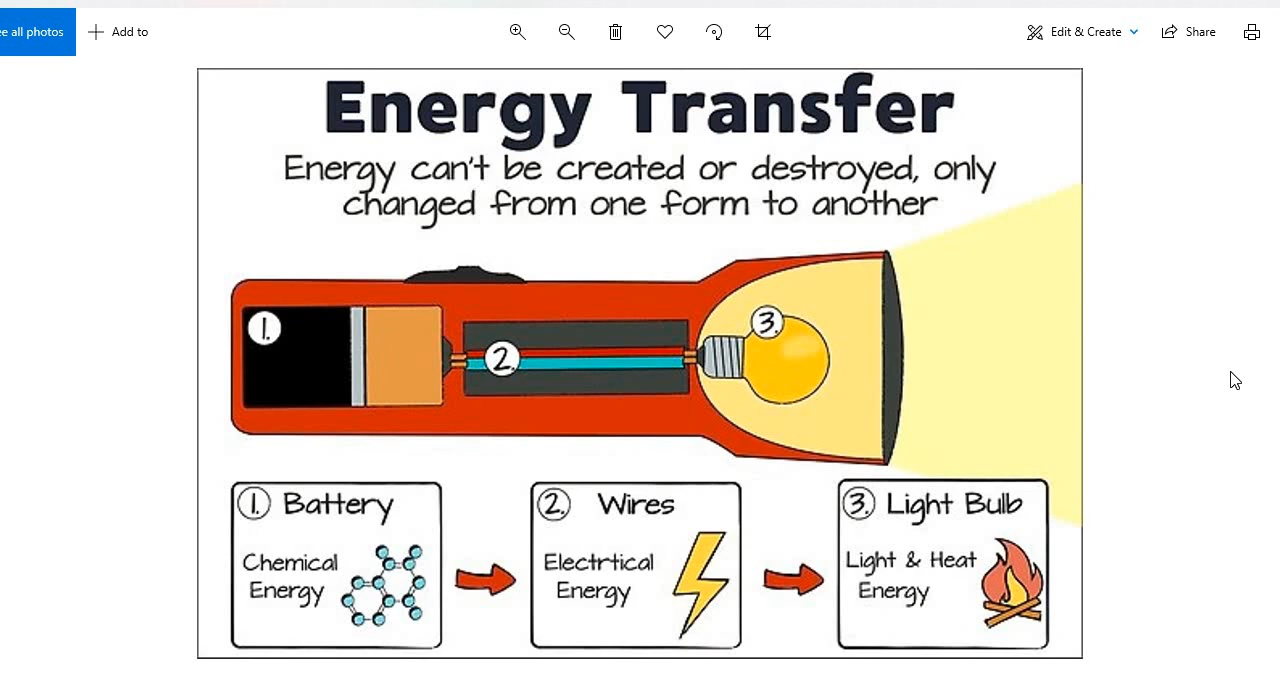 ee all photos
Add to
Edit & Create
Share
Energy Transfer
Energy can't be created or destroyed, only
changed from one form to another
1.
2.
3.
1. Battery
Chemical
Energy
2. Wires
Electrtical
Energy
3. Light Bulb
Light & Heat
Energy